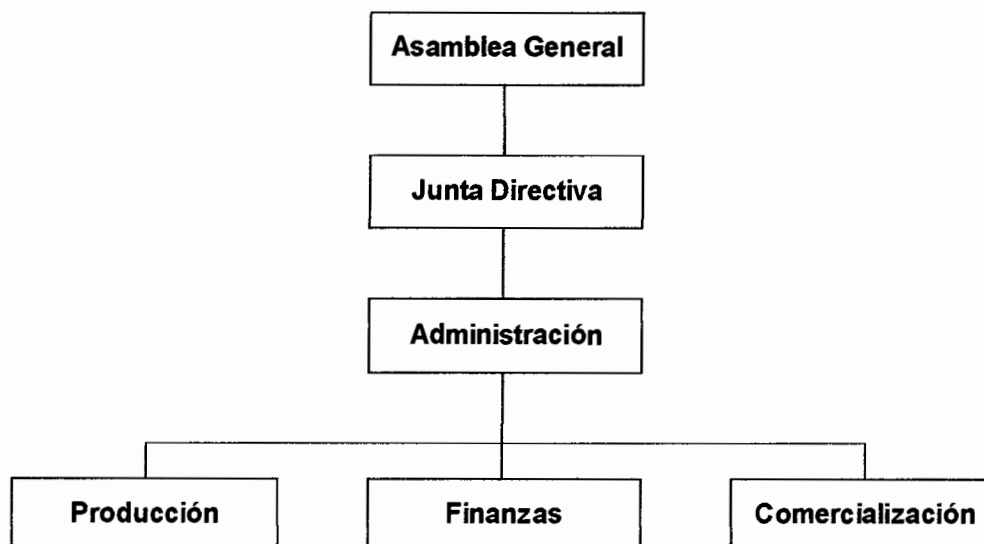 Asamblea General
Junta Directiva
Administración
Producción
Finanzas
Comercialización